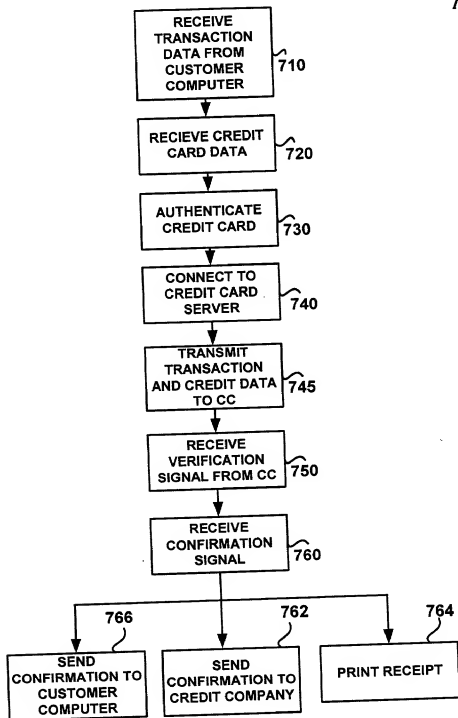 RECEIVE
TRANSACTION
DATA FROM
CUSTOMER
COMPUTER
710
RECIEVE CREDIT
CARD DATA
720
AUTHENTICATE
CREDIT CARD
730
CONNECT TO
CREDIT CARD
SERVER
740
TRANSMIT
TRANSACTION
AND CREDIT DATA
TO CC
745
RECEIVE
VERIFICATION
SIGNAL FROM CC
750
RECEIVE
CONFIRMATION
SIGNAL
760
766
SEND
CONFIRMATION TO
CUSTOMER
COMPUTER
762
SEND
CONFIRMATION TO
CREDIT COMPANY
764
PRINT RECEIPT